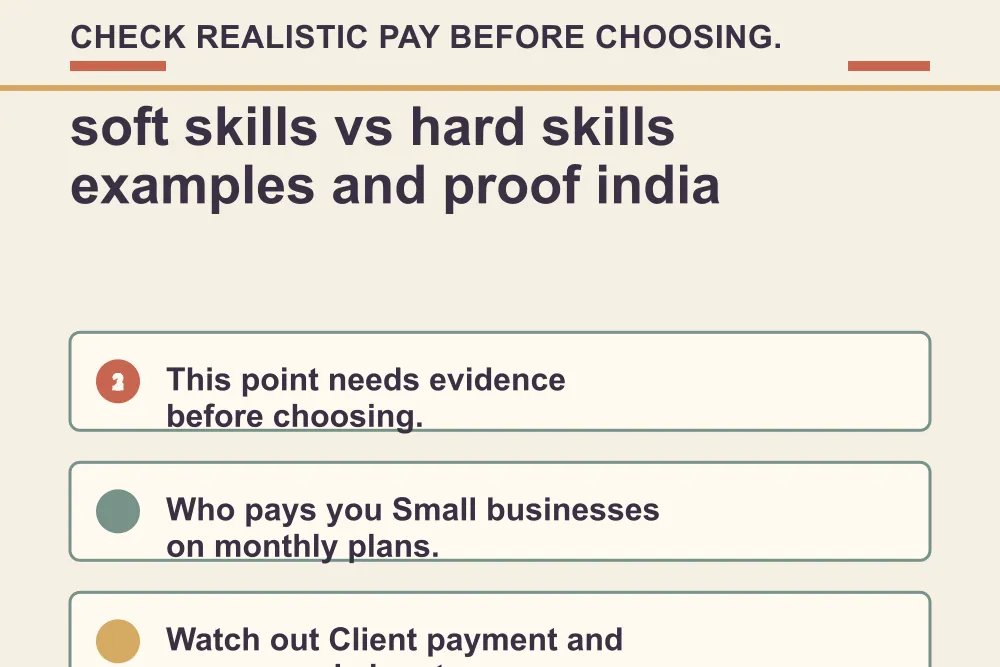 CHECK REALISTIC PAY BEFORE CHOOSING.
soft skills vs hard skills
examples and proof india
This point needs evidence
before choosing.
Who pays you Small businesses
on monthly plans.
Watch out Client payment and